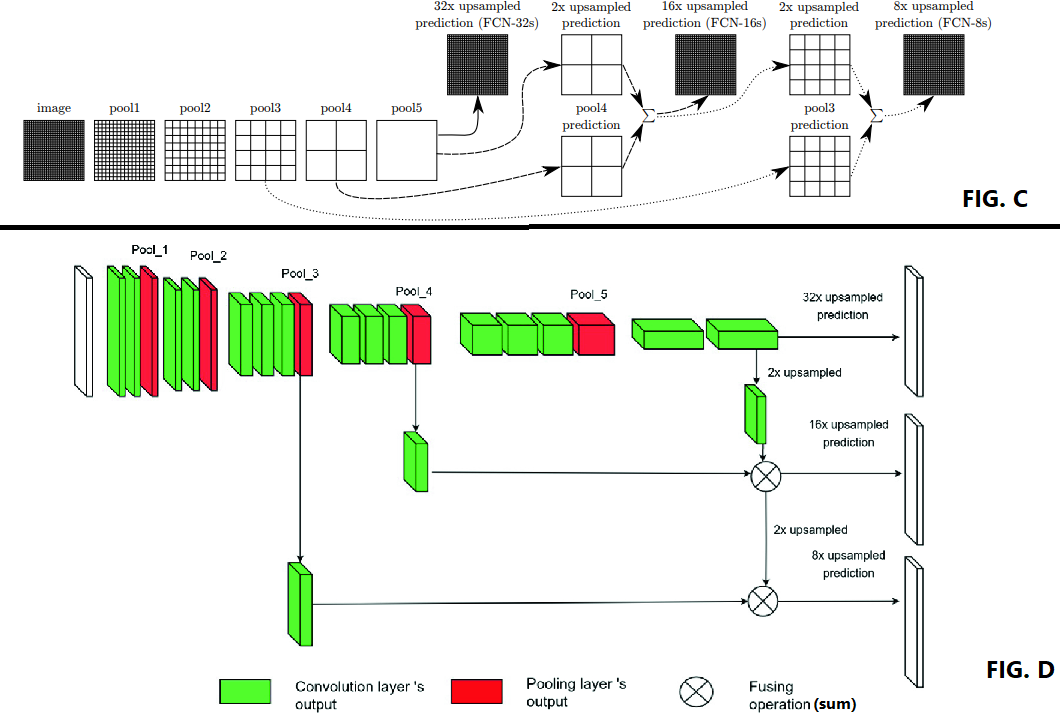 32x upsampled
prediction (FCN-32s)
2x upsampled
prediction
16x upsampled
prediction (FCN-16s)
2x upsampled
prediction
8x upsampled
prediction (FCN-8s)
image
pool1
pool2
pool3
pool4
pool5
pool4
prediction
pool3
prediction
Σ
Σ
FIG. C
Pool_1
Pool_2
Pool_3
Pool_4
Pool_5
32x upsampled
prediction
2x upsampled
16x upsampled
prediction
2x upsampled
8x upsampled
prediction
FIG. D
Convolution layer 's
output
Pooling layer 's
output
Fusing
operation (sum)